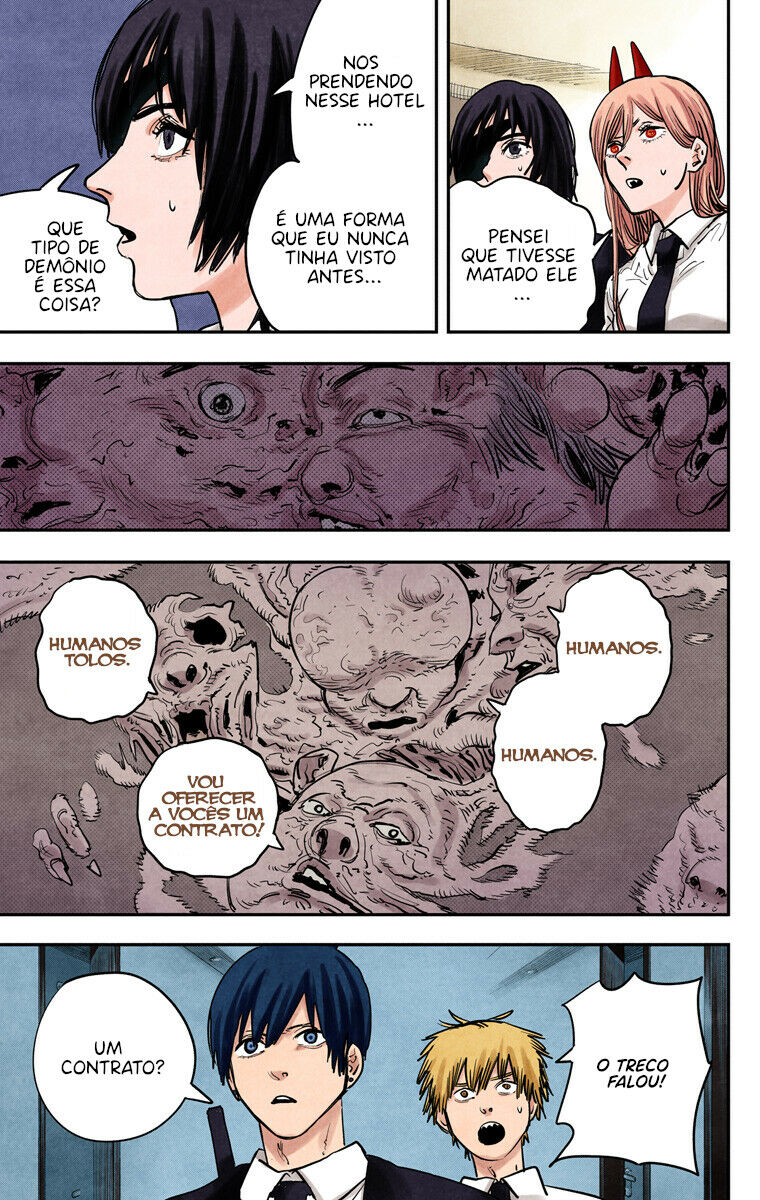 PENSEI
QUE TIVESSE
MATADO ELE
...
NOS
PRENDENDO
NESSE HOTEL
...
É UMA FORMA
QUE EU NUNCA
TINHA VISTO
ANTES...
QUE
TIPO DE
DEMÔNIO
É ESSA
COISA?
HUMANOS.
HUMANOS.
HUMANOS
TOLOS.
VOU
OFERECER
A VOCÊS UM
CONTRATO!
O TRECO
FALOU!
UM
CONTRATO?